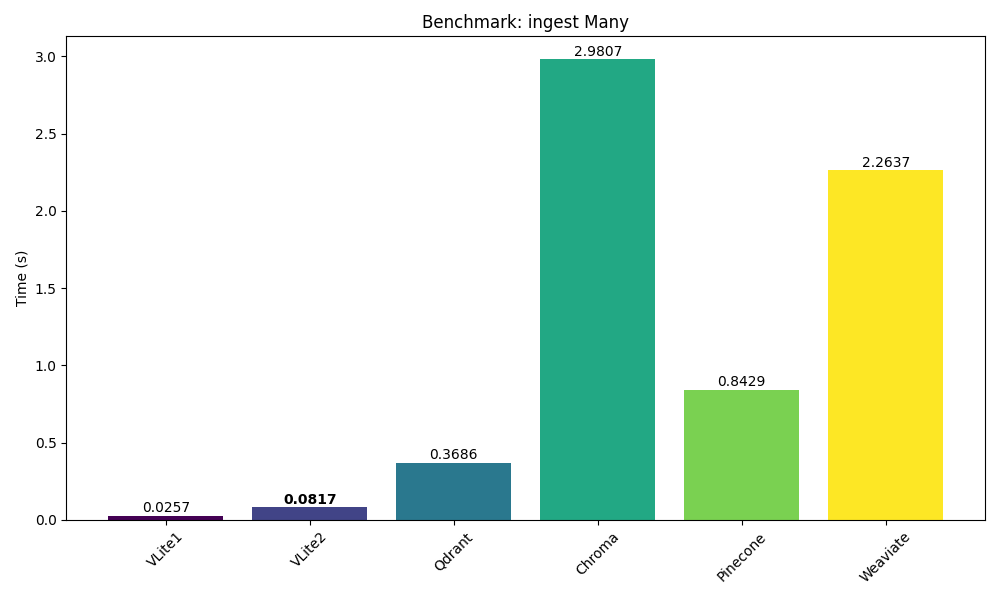 Benchmark: ingest Many
Time (s)
3.0
2.5
2.0
1.5
1.0
0.5
0.0
0.0257
0.0817
0.3686
2.9807
0.8429
2.2637
VLite1
VLite2
Qdrant
Chroma
Pinecone
Weaviate